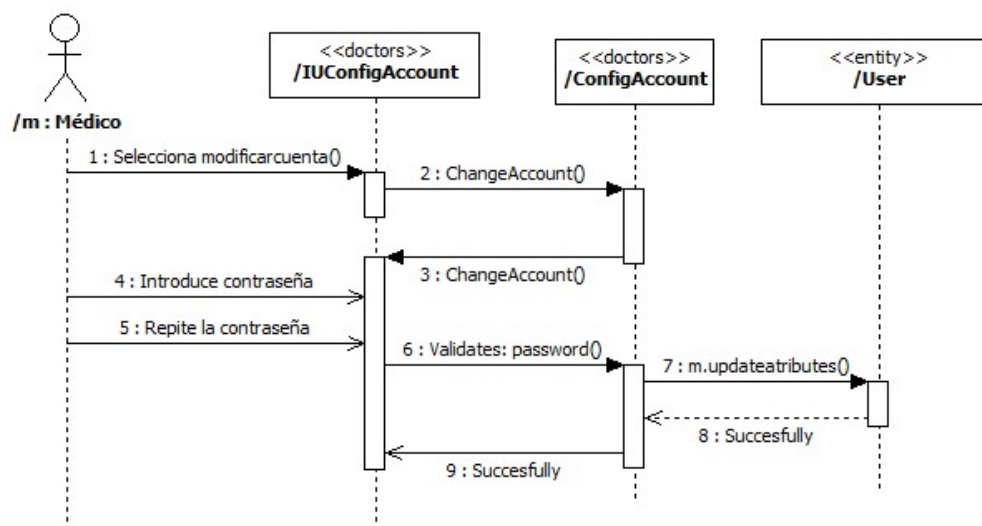 <<doctors>>
/IUConfigAccount
<<doctors>>
/ConfigAccount
<<entity>>
/User
/m : Médico
1 : Selecciona modificarcuenta()
2 : ChangeAccount()
3 : ChangeAccount()
4 : Introduce contraseña
5 : Repite la contraseña
6 : Validates: password()
7 : m.updateatributes()
8 : Succesfully
9 : Succesfully